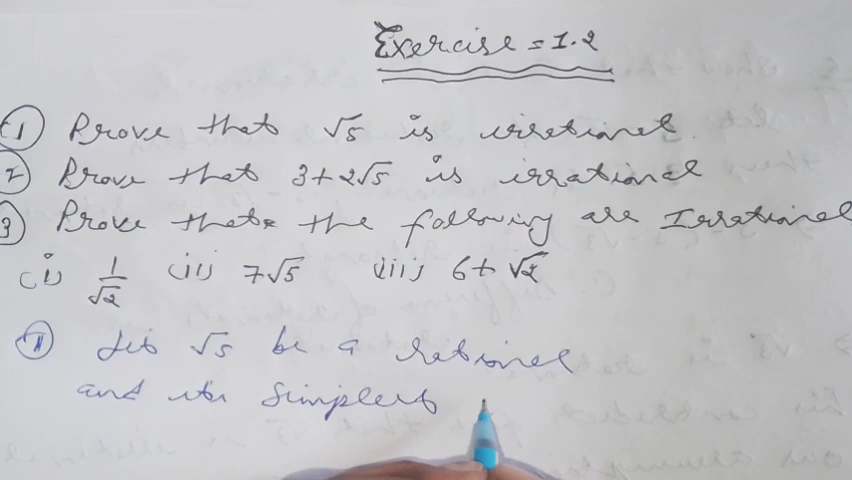 Exercise = 1.2
(1) Prove that √5 is irrational.
2 Prove that 3+2√5 is irrational
3 Prove that the following are Irrational
(i) 1/√2 (ii) 7√5 (iii) 6+√2
(1) Let √5 be a rational
and its simplest